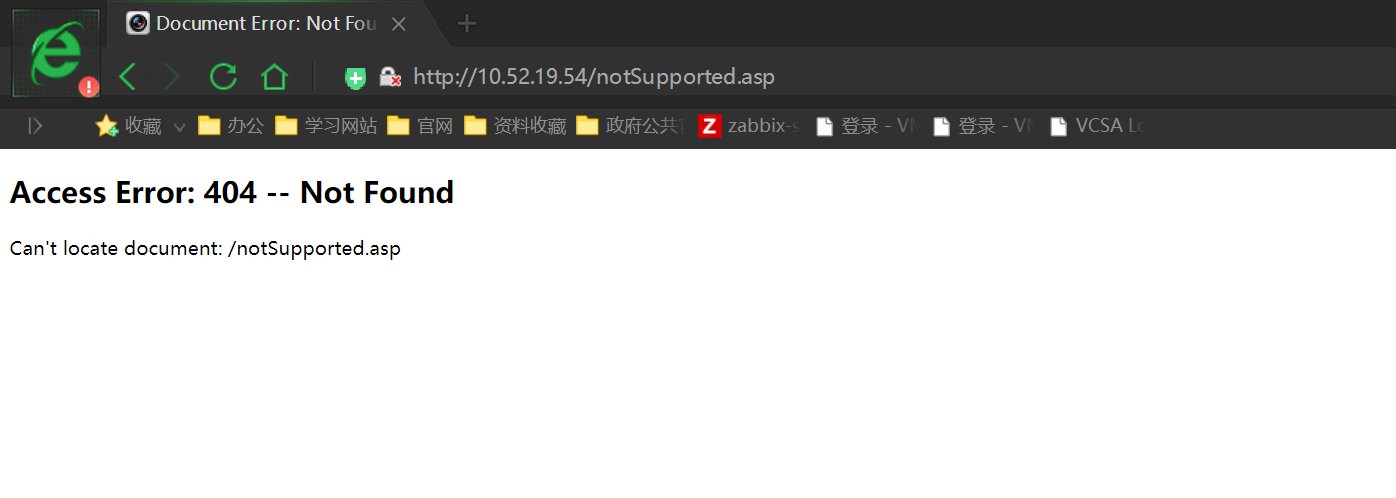 Document Error: Not Fou
http://10.52.19.54/notSupported.asp
收藏 办公 学习网站 官网 资料收藏 政府公共 Z zabbix-s 登录 - VM 登录 - VM VCSA Lo
Access Error: 404 -- Not Found
Can't locate document: /notSupported.asp